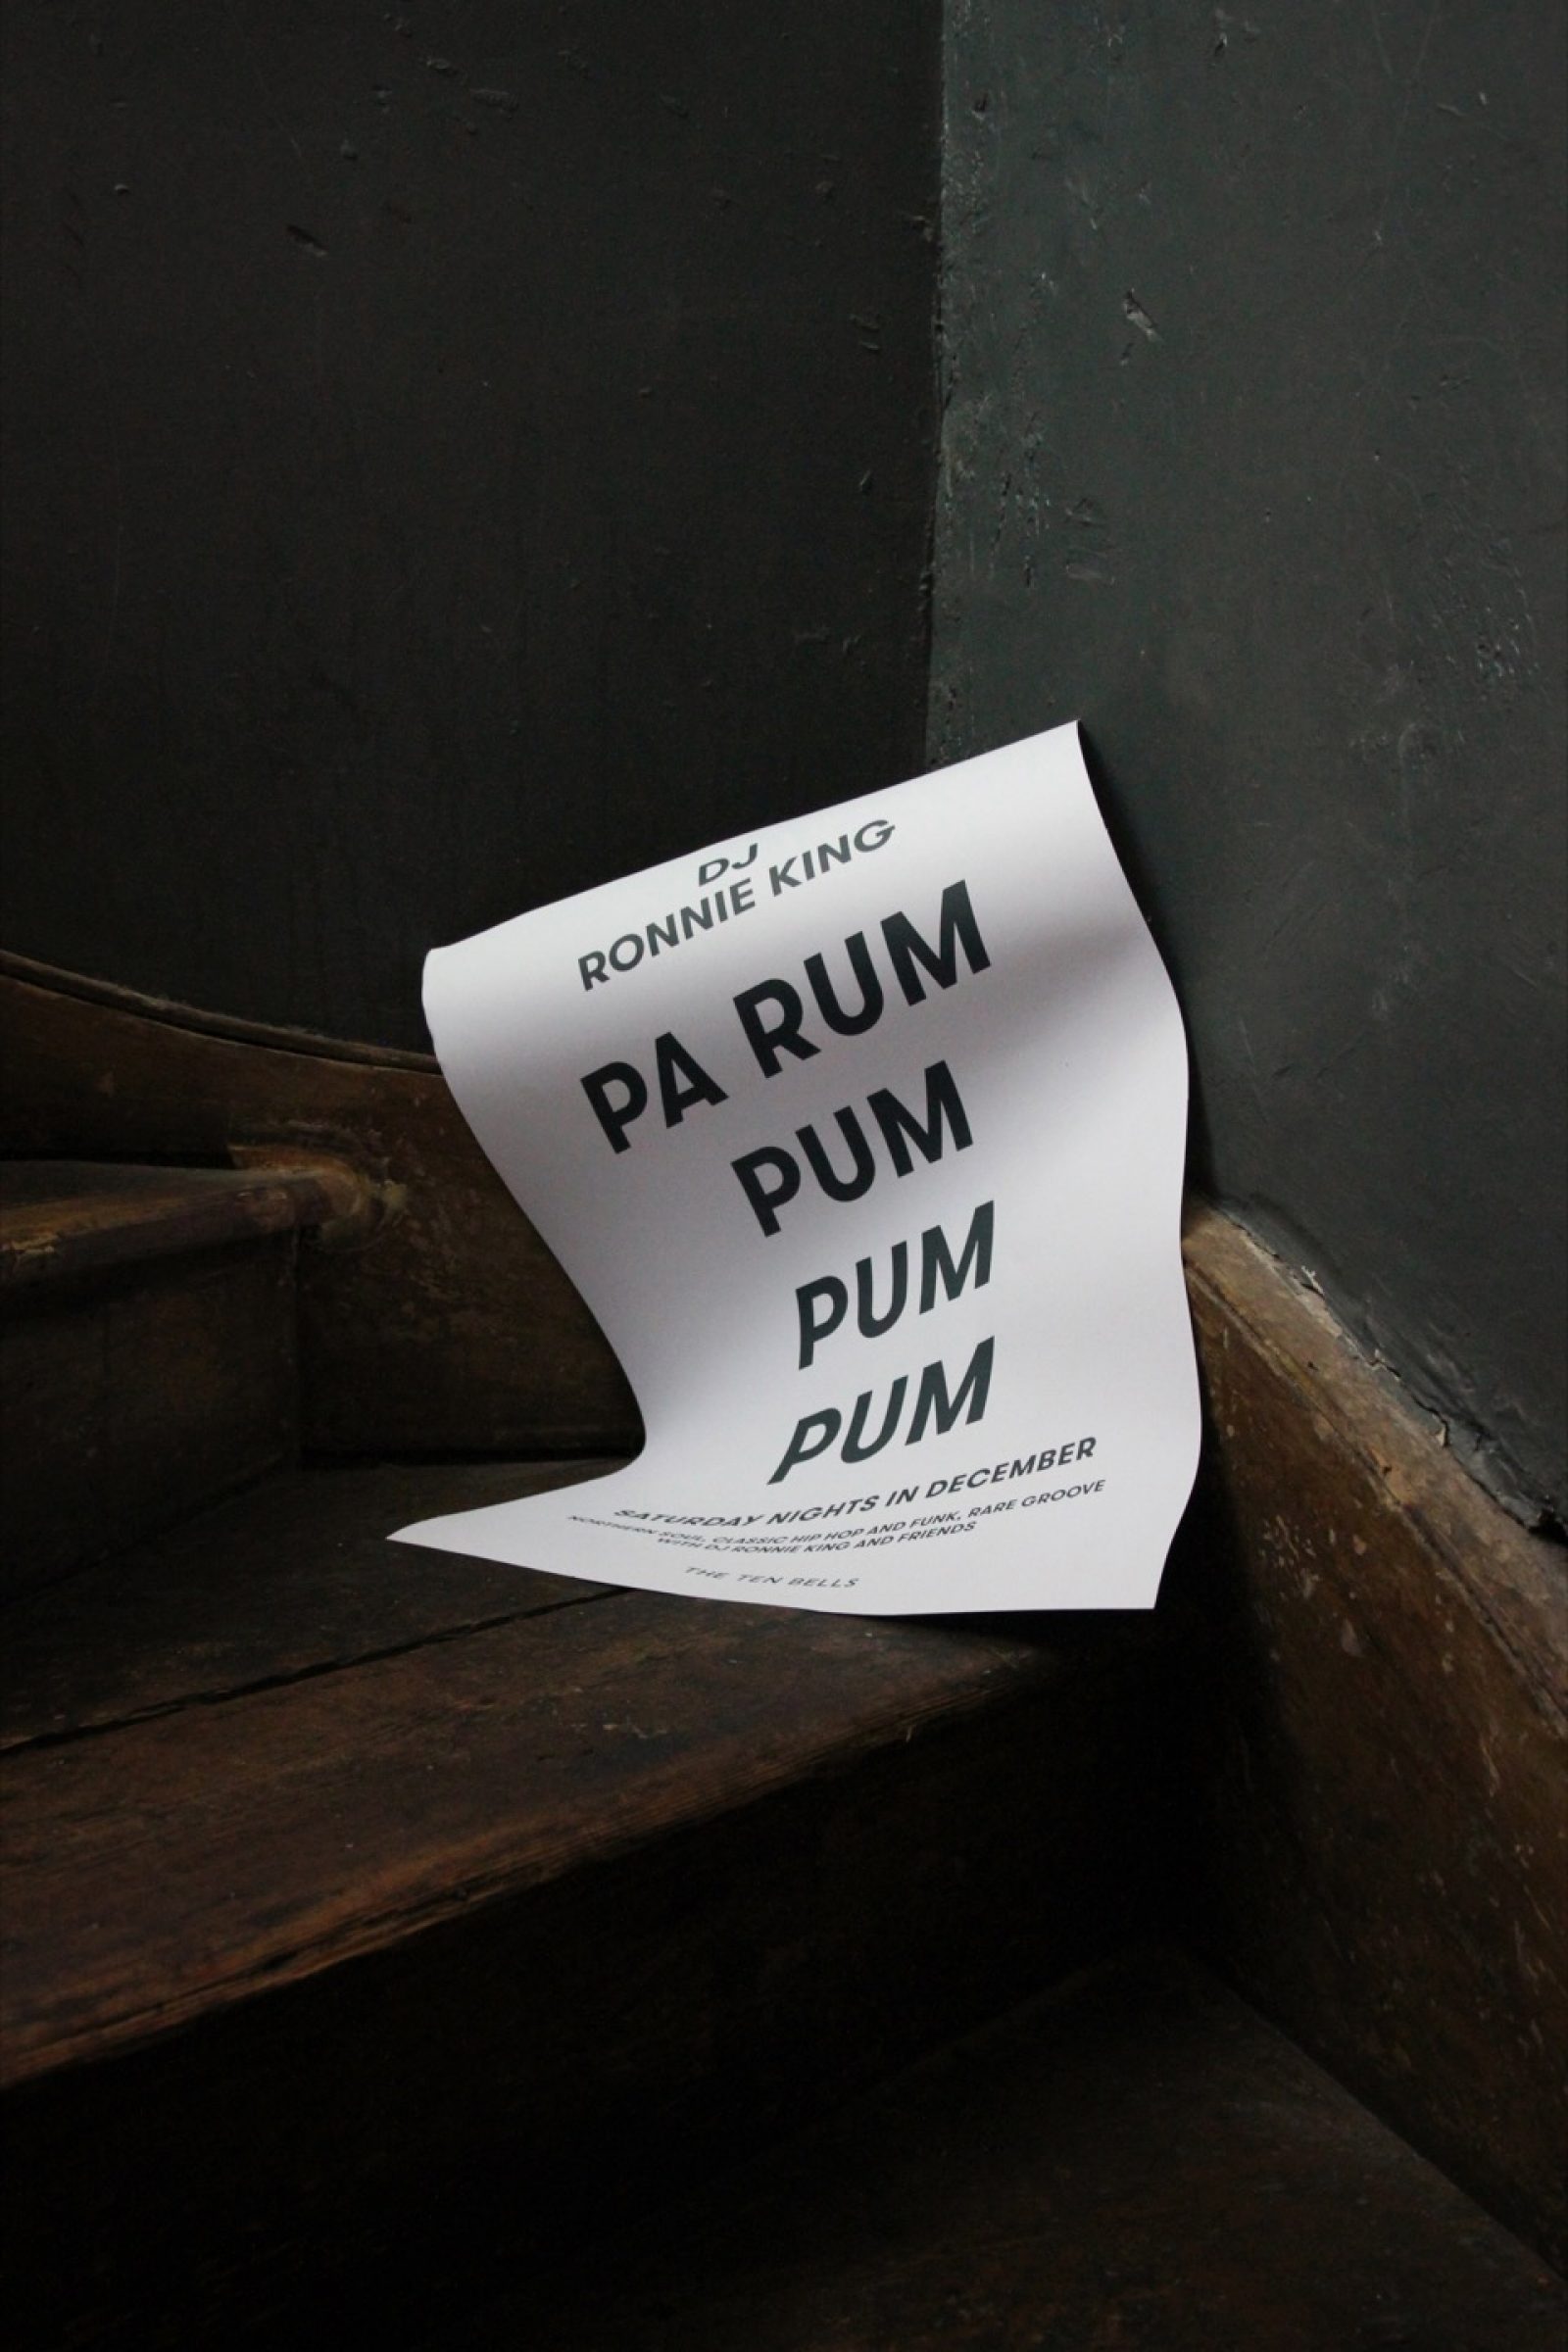 DJ
RONNIE KING
PA RUM
PUM
PUM
PUM
SATURDAY NIGHTS IN DECEMBER
NORTHERN SOUL, CLASSIC HIP HOP AND FUNK, RARE GROOVE
WITH DJ RONNIE KING AND FRIENDS
THE TEN BELLS